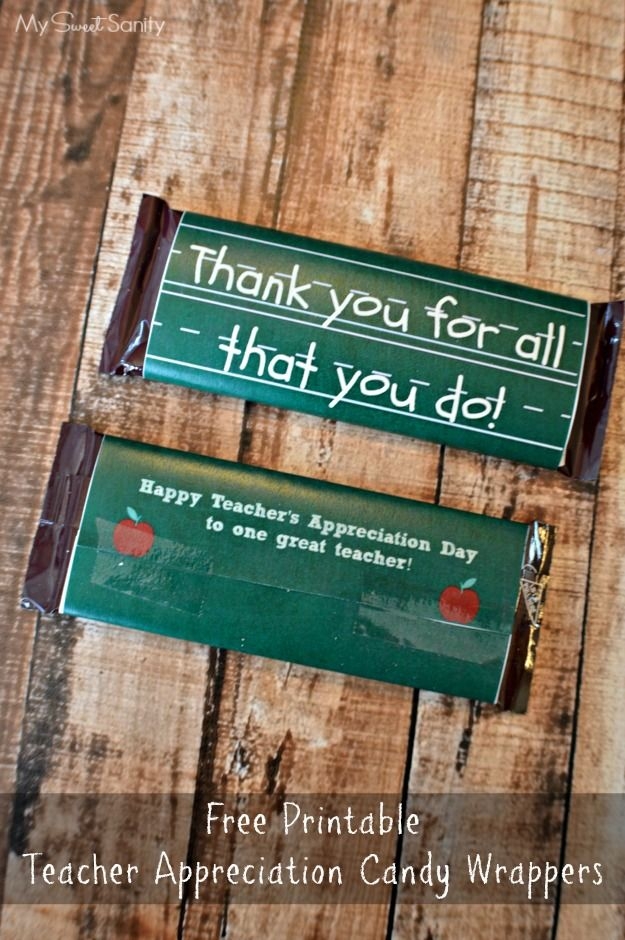 My Sweet Sanity
Thank you for all
that you do!
Happy Teacher's Appreciation Day
to one great teacher!
Free Printable
Teacher Appreciation Candy Wrappers